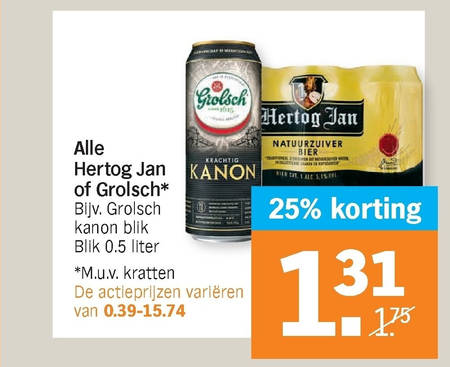 Alle
Hertog Jan
of Grolsch*
Bijv. Grolsch
kanon blik
Blik 0.5 liter
*M.u.v. kratten
De actieprijzen variëren
van 0.39-15.74
Grolsch
KRACHTIG
KANON
Hertog Jan
NATUURZUIVER
BIER
25% korting
1.31
1.75